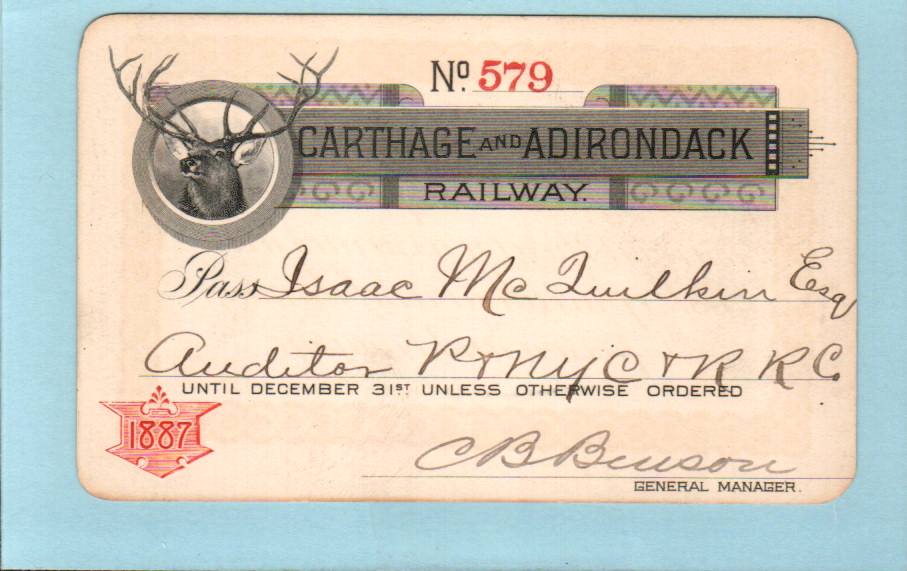 No. 579
CARTHAGE AND ADIRONDACK
RAILWAY.
Pass Isaac McQuilkin Esq
Auditor P & NY C & R R C.
UNTIL DECEMBER 31ST UNLESS OTHERWISE ORDERED
1887
C B Benson
GENERAL MANAGER.